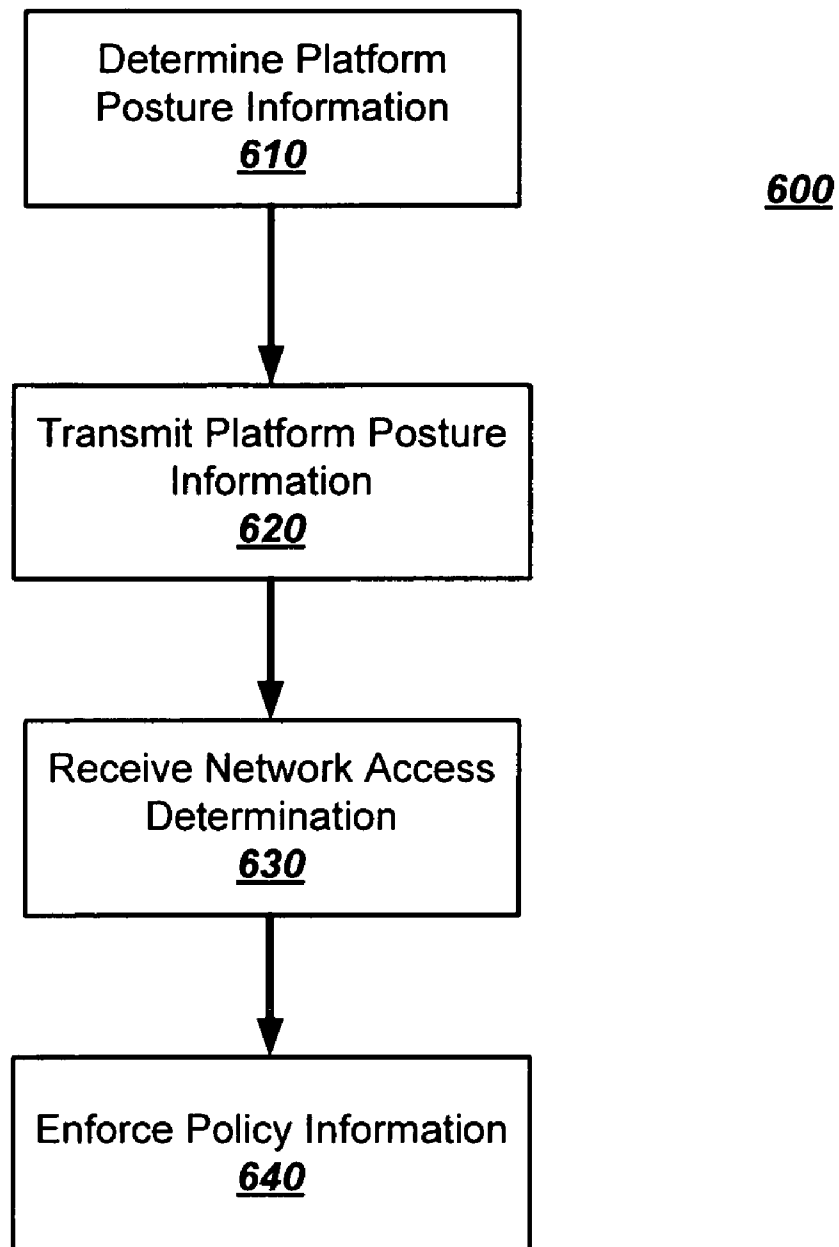 Determine Platform
Posture Information
610
600
Transmit Platform Posture
Information
620
Receive Network Access
Determination
630
Enforce Policy Information
640